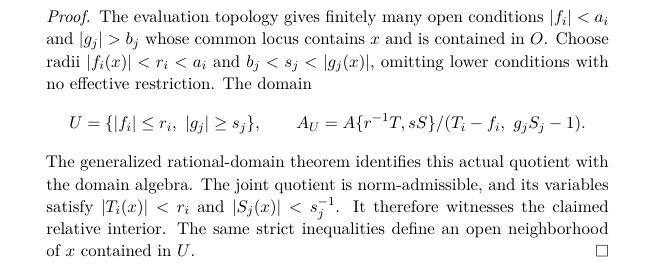 Proof. The evaluation topology gives finitely many open conditions |f_i| < a_i
and |g_j| > b_j whose common locus contains x and is contained in O. Choose
radii |f_i(x)| < r_i < a_i and b_j < s_j < |g_j(x)|, omitting lower conditions with
no effective restriction. The domain
U = {|f_i| ≤ r_i, |g_j| ≥ s_j}, A_U = A{r^{-1}T, sS}/(T_i − f_i, g_jS_j − 1).
The generalized rational-domain theorem identifies this actual quotient with
the domain algebra. The joint quotient is norm-admissible, and its variables
satisfy |T_i(x)| < r_i and |S_j(x)| < s_j^{-1}. It therefore witnesses the claimed
relative interior. The same strict inequalities define an open neighborhood
of x contained in U. □